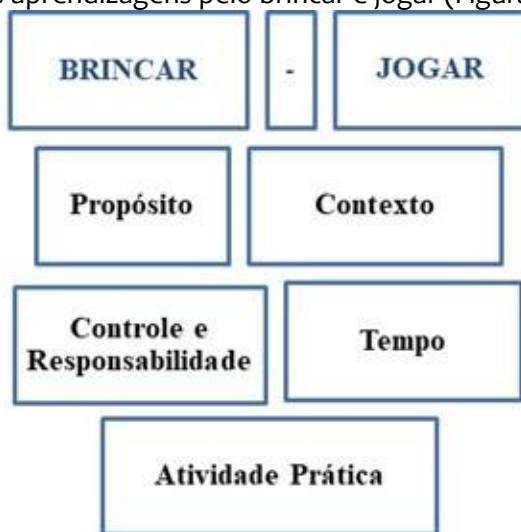 aprendizagens pelo brincar e jogar (Figura
BRINCAR - JOGAR
Propósito Contexto
Controle e
Responsabilidade
Tempo
Atividade Prática